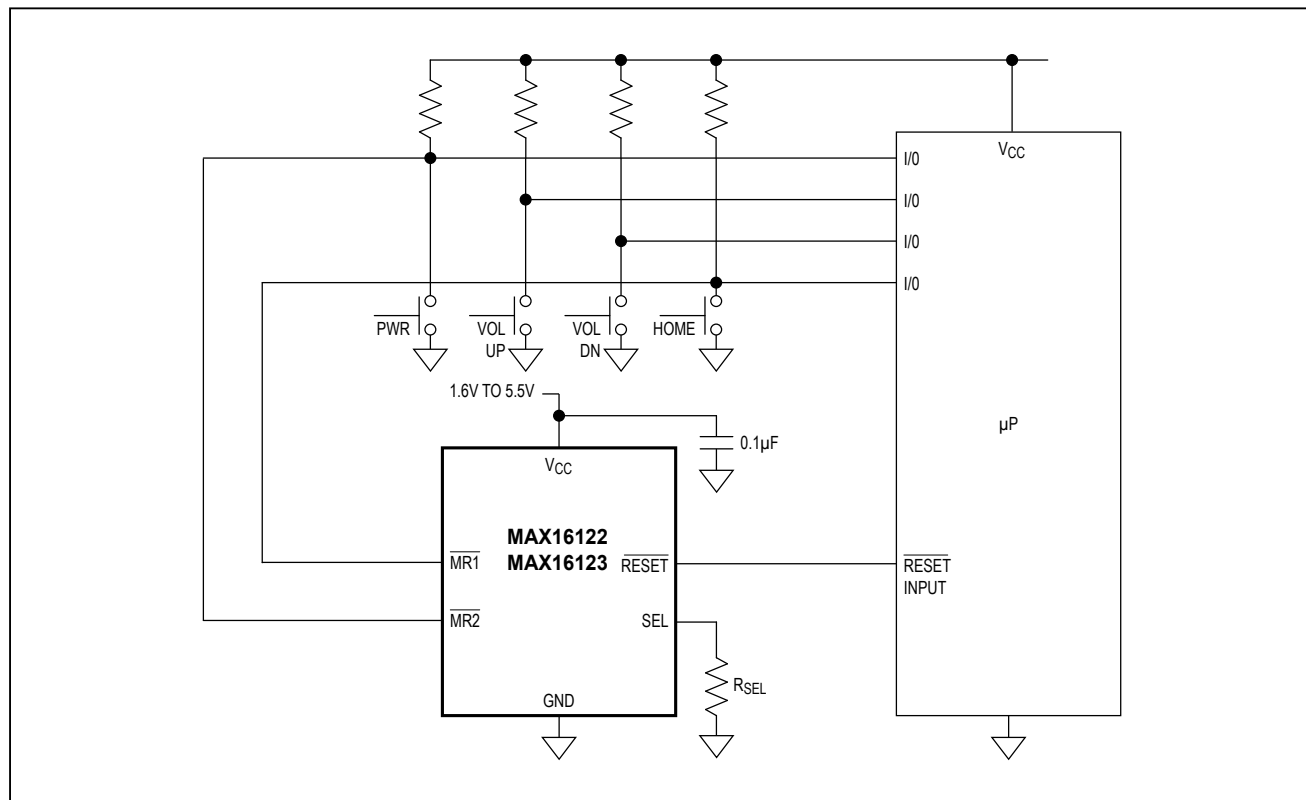 VCC
I/0
I/0
I/0
I/0
PWR
VOL
UP
VOL
DN
HOME
1.6V TO 5.5V
0.1µF
µP
VCC
MAX16122
MAX16123
MR1
MR2
RESET
SEL
GND
RSEL
RESET
INPUT